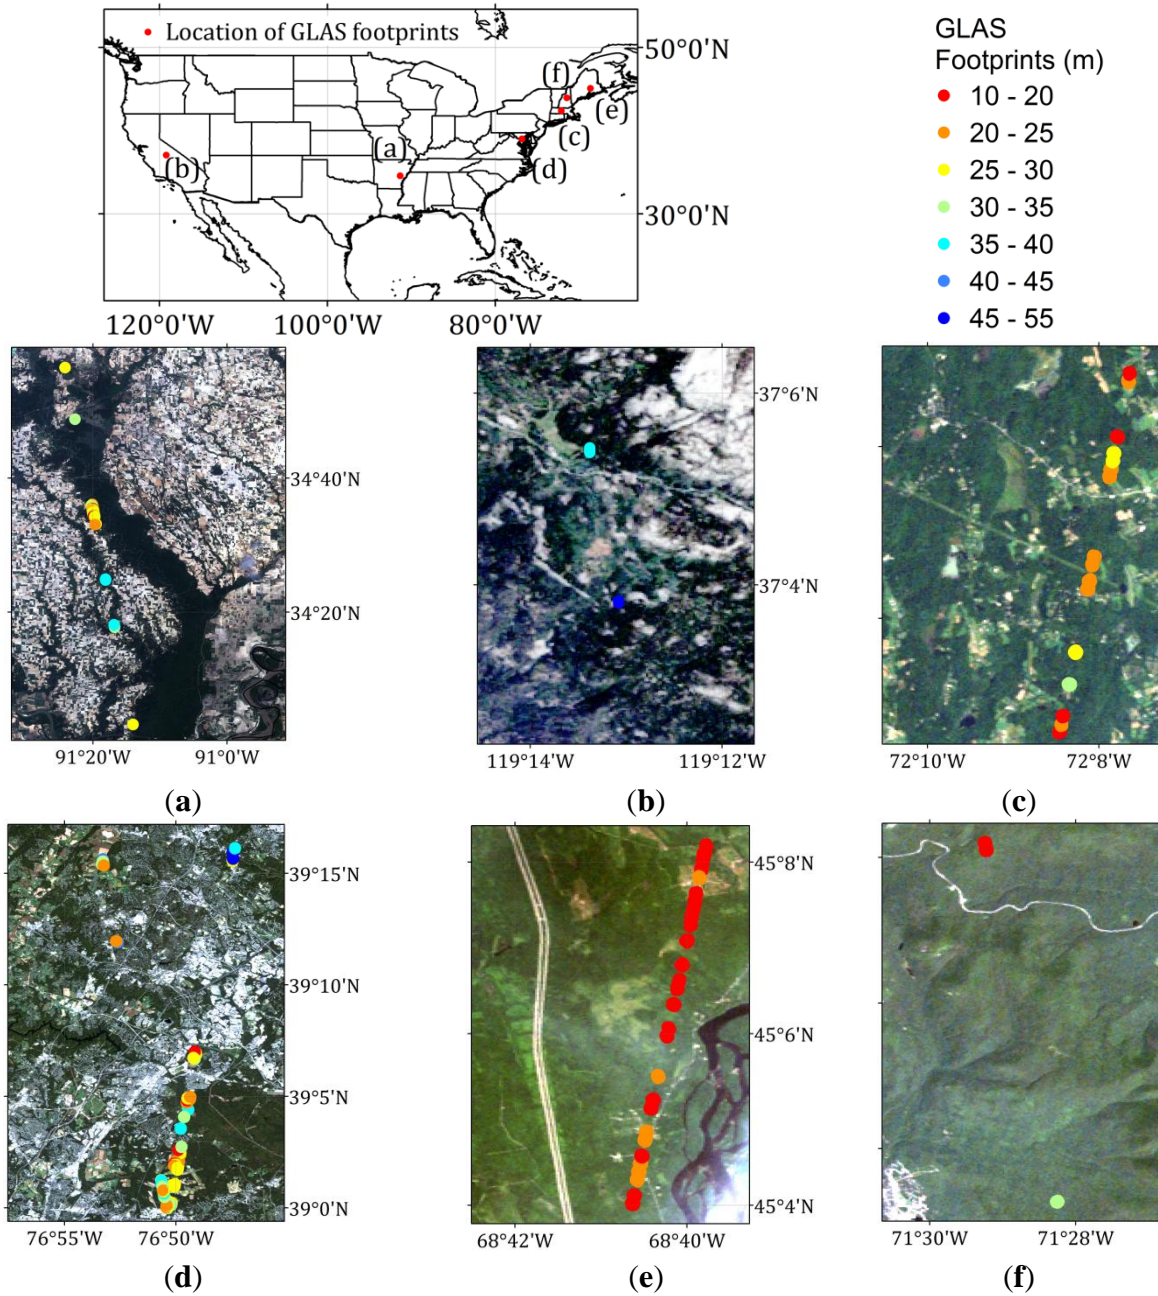 Location of GLAS footprints
50°0'N
(f)
(e)
(a)
(c)
(b)
(d)
30°0'N
120°0'W 100°0'W 80°0'W
GLAS
Footprints (m)
10 - 20
20 - 25
25 - 30
30 - 35
35 - 40
40 - 45
45 - 55
34°40'N
34°20'N
91°20'W 91°0'W
(a)
37°6'N
37°4'N
119°14'W 119°12'W
(b)
72°10'W 72°8'W
(c)
39°15'N
39°10'N
39°5'N
39°0'N
76°55'W 76°50'W
(d)
45°8'N
45°6'N
45°4'N
68°42'W 68°40'W
(e)
71°30'W 71°28'W
(f)